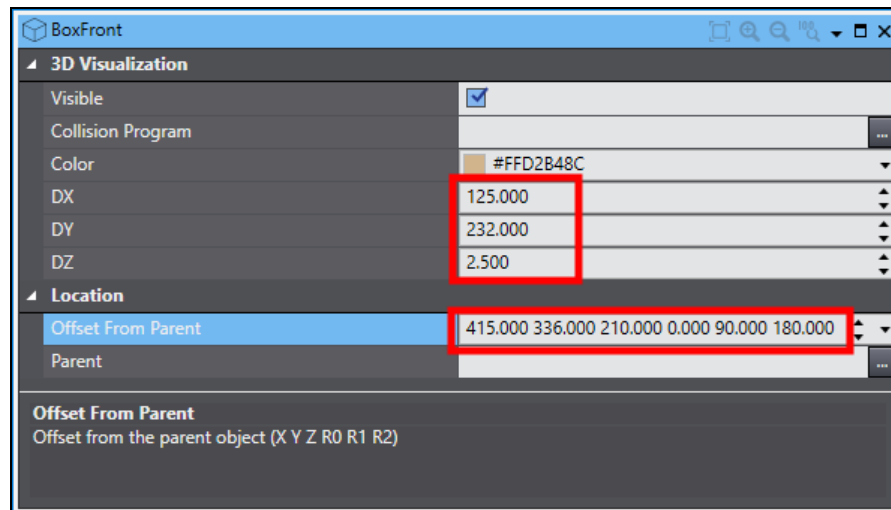 BoxFront
3D Visualization
Visible
Collision Program
...
Color #FFD2B48C
DX 125.000
DY 232.000
DZ 2.500
Location
Offset From Parent 415.000 336.000 210.000 0.000 90.000 180.000
Parent
...
Offset From Parent
Offset from the parent object (X Y Z R0 R1 R2)